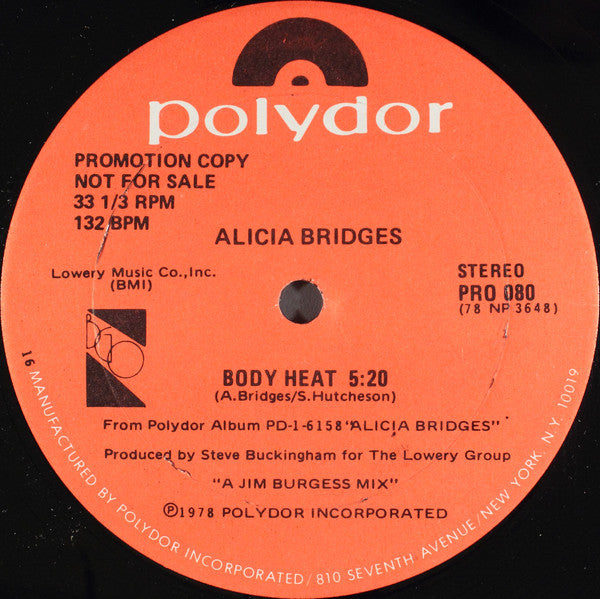 polydor
PROMOTION COPY
NOT FOR SALE
33 1/3 RPM
132 BPM
ALICIA BRIDGES
Lowery Music Co.,Inc.
(BMI)
STEREO
PRO 080
(78 NP 3648)
BODY HEAT 5:20
(A.Bridges/S.Hutcheson)
From Polydor Album PD-1-6158 "ALICIA BRIDGES"
Produced by Steve Buckingham for The Lowery Group
"A JIM BURGESS MIX"
Ⓟ1978 POLYDOR INCORPORATED
16 MANUFACTURED BY POLYDOR INCORPORATED/810 SEVENTH AVENUE/NEW YORK, N.Y. 10019